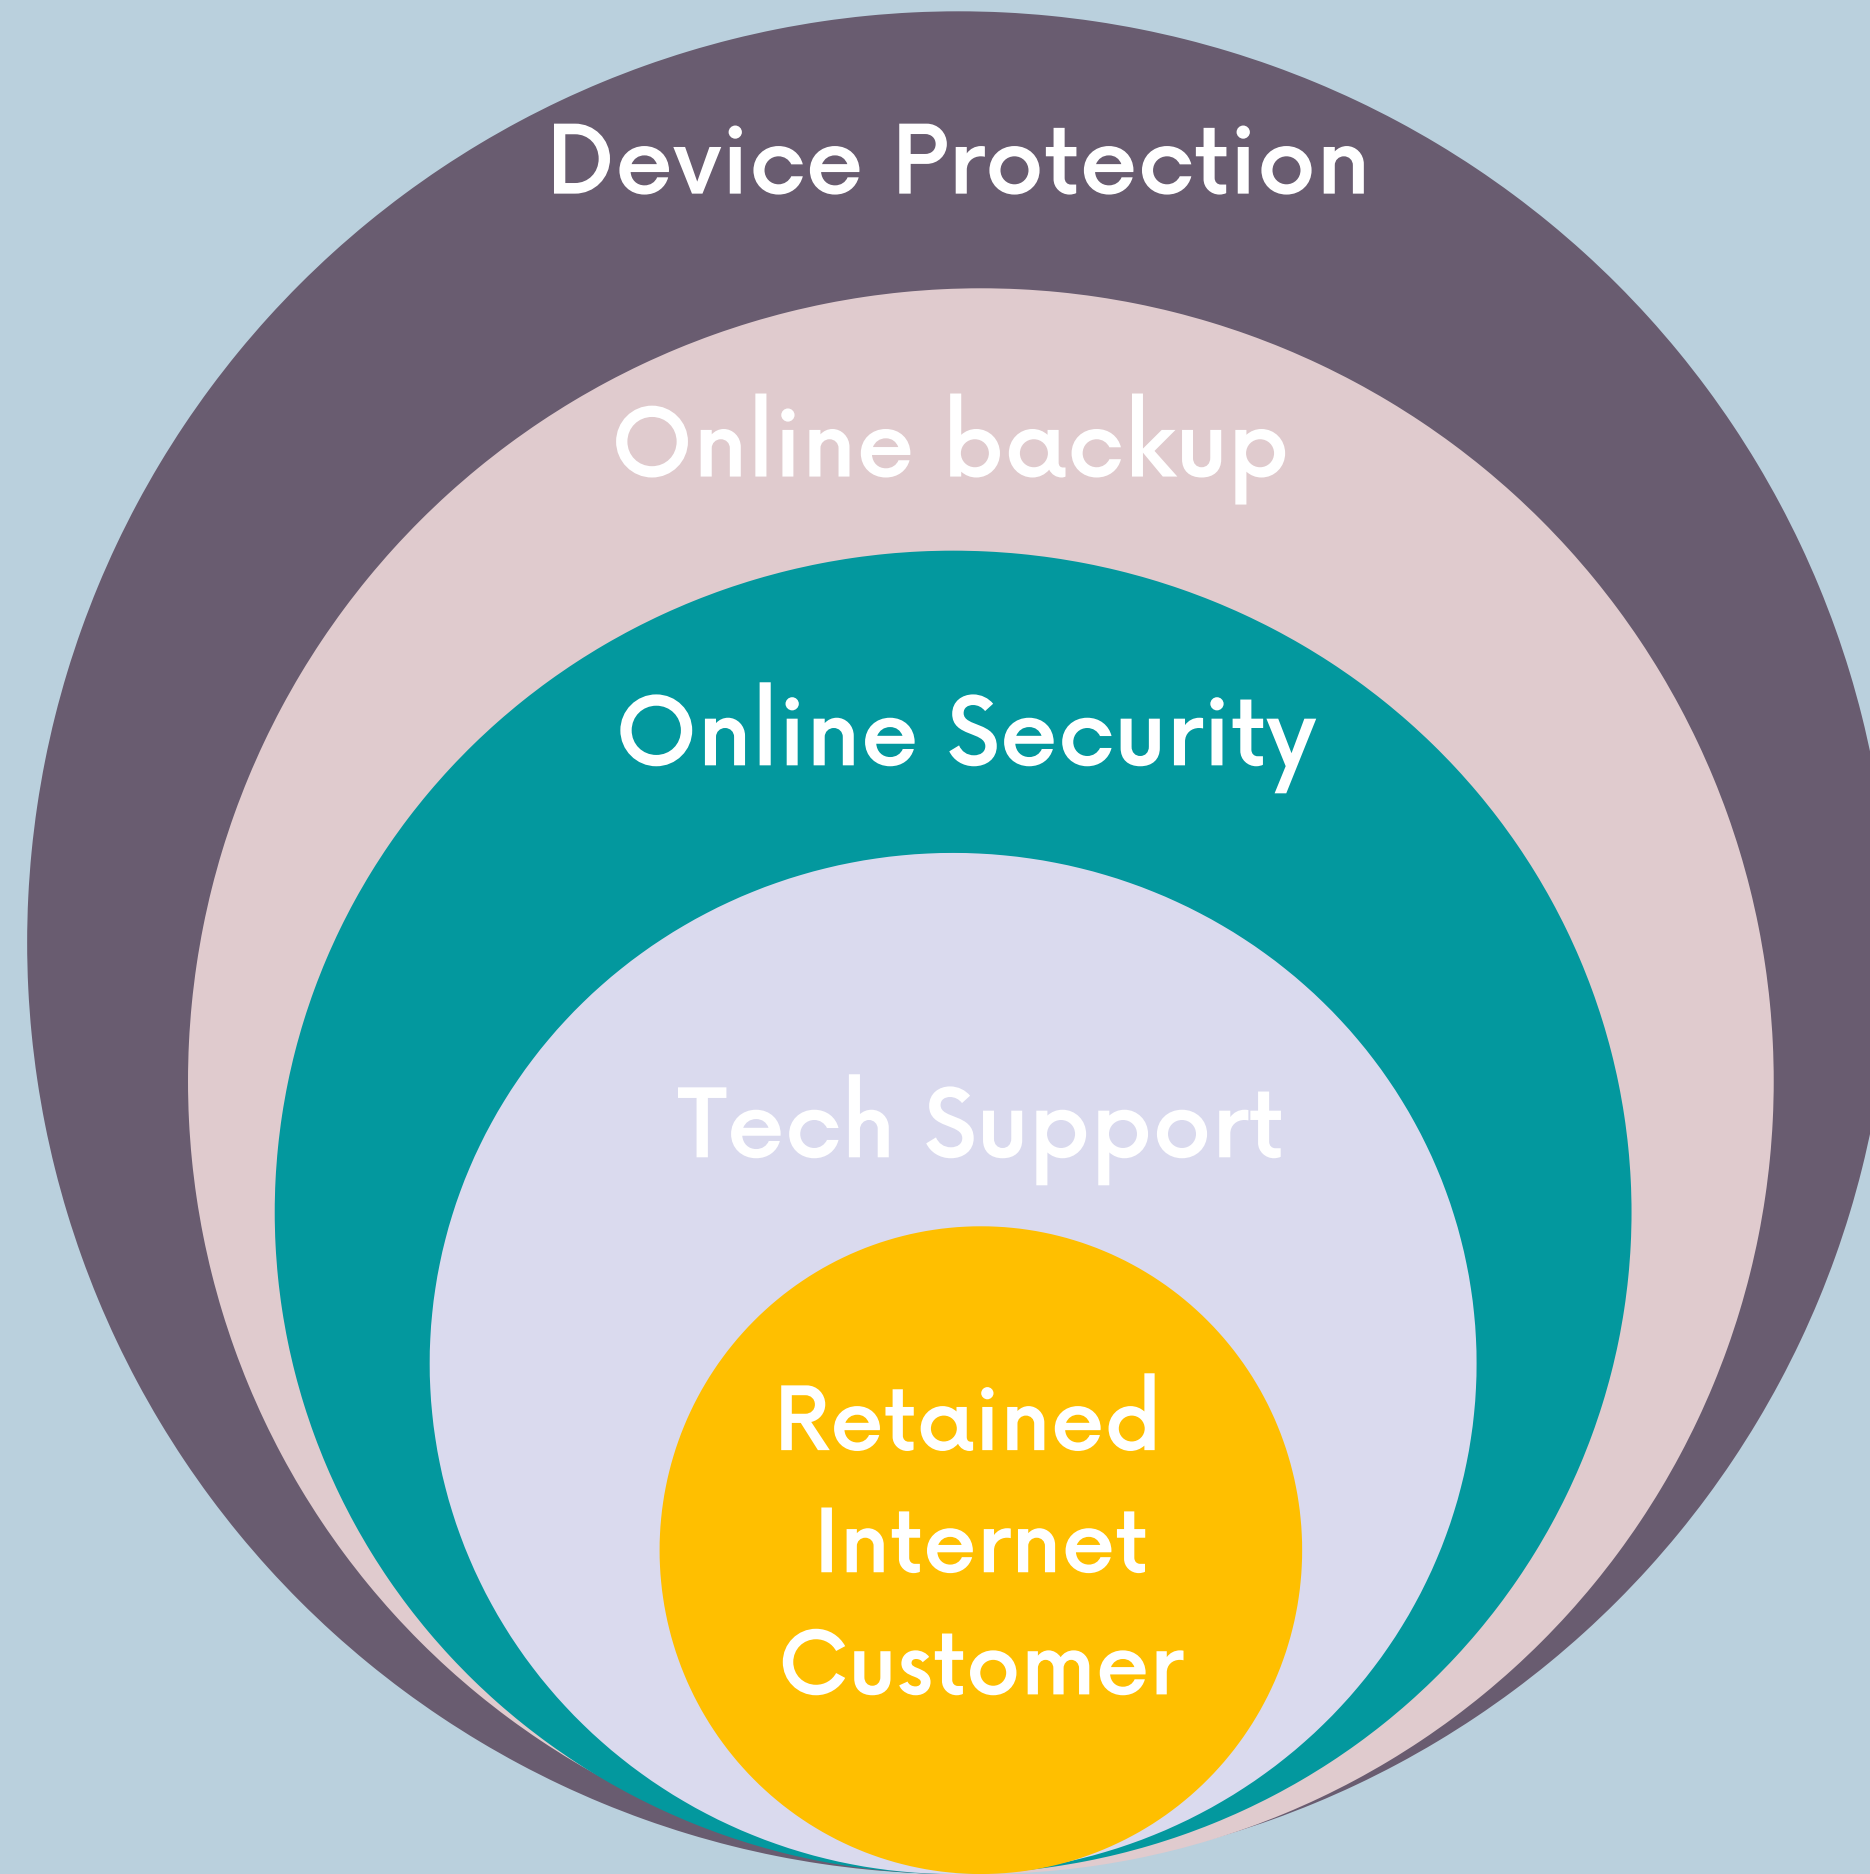 Device Protection
Online backup
Online Security
Tech Support
Retained
Internet
Customer